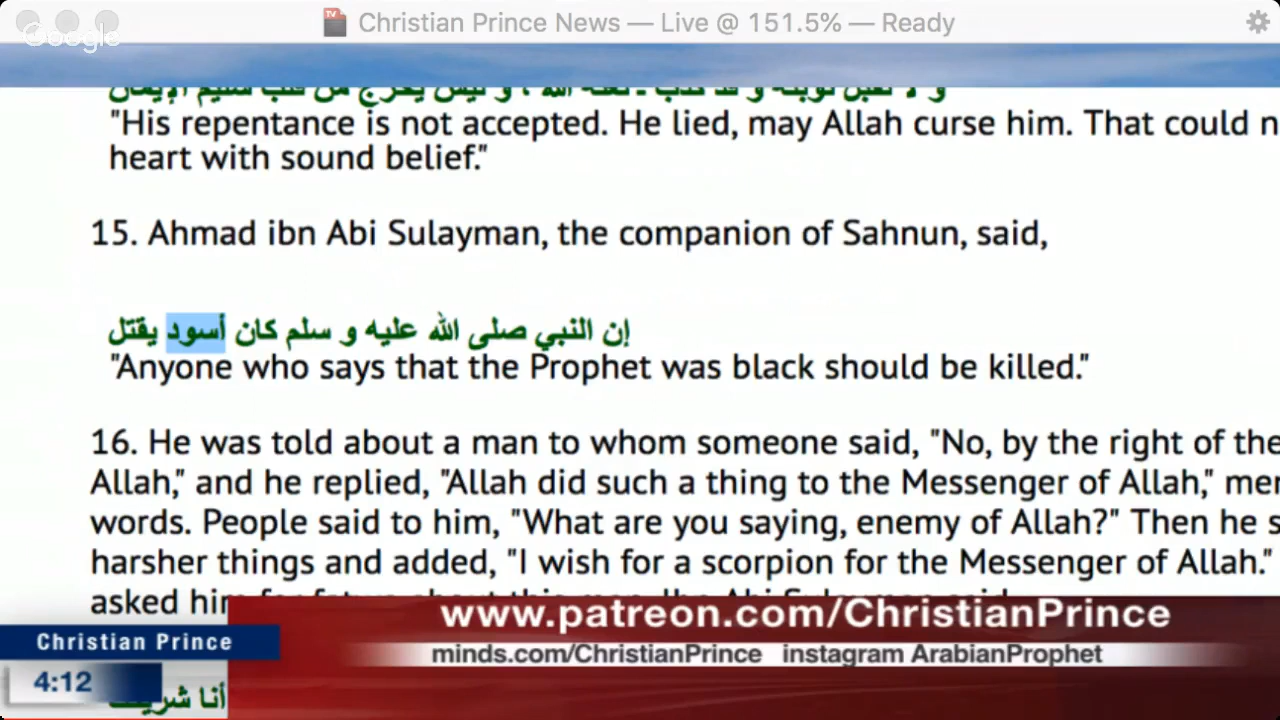 Christian Prince News — Live @ 151.5% — Ready
Google
"His repentance is not accepted. He lied, may Allah curse him. That could n
heart with sound belief."
15. Ahmad ibn Abi Sulayman, the companion of Sahnun, said,
إن النبي صلى الله عليه و سلم كان أسود يقتل
"Anyone who says that the Prophet was black should be killed."
16. He was told about a man to whom someone said, "No, by the right of the
Allah," and he replied, "Allah did such a thing to the Messenger of Allah," mer
words. People said to him, "What are you saying, enemy of Allah?" Then he s
harsher things and added, "I wish for a scorpion for the Messenger of Allah."
asked him
www.patreon.com/ChristianPrince
Christian Prince
minds.com/ChristianPrince instagram ArabianProphet
4:12
أنا